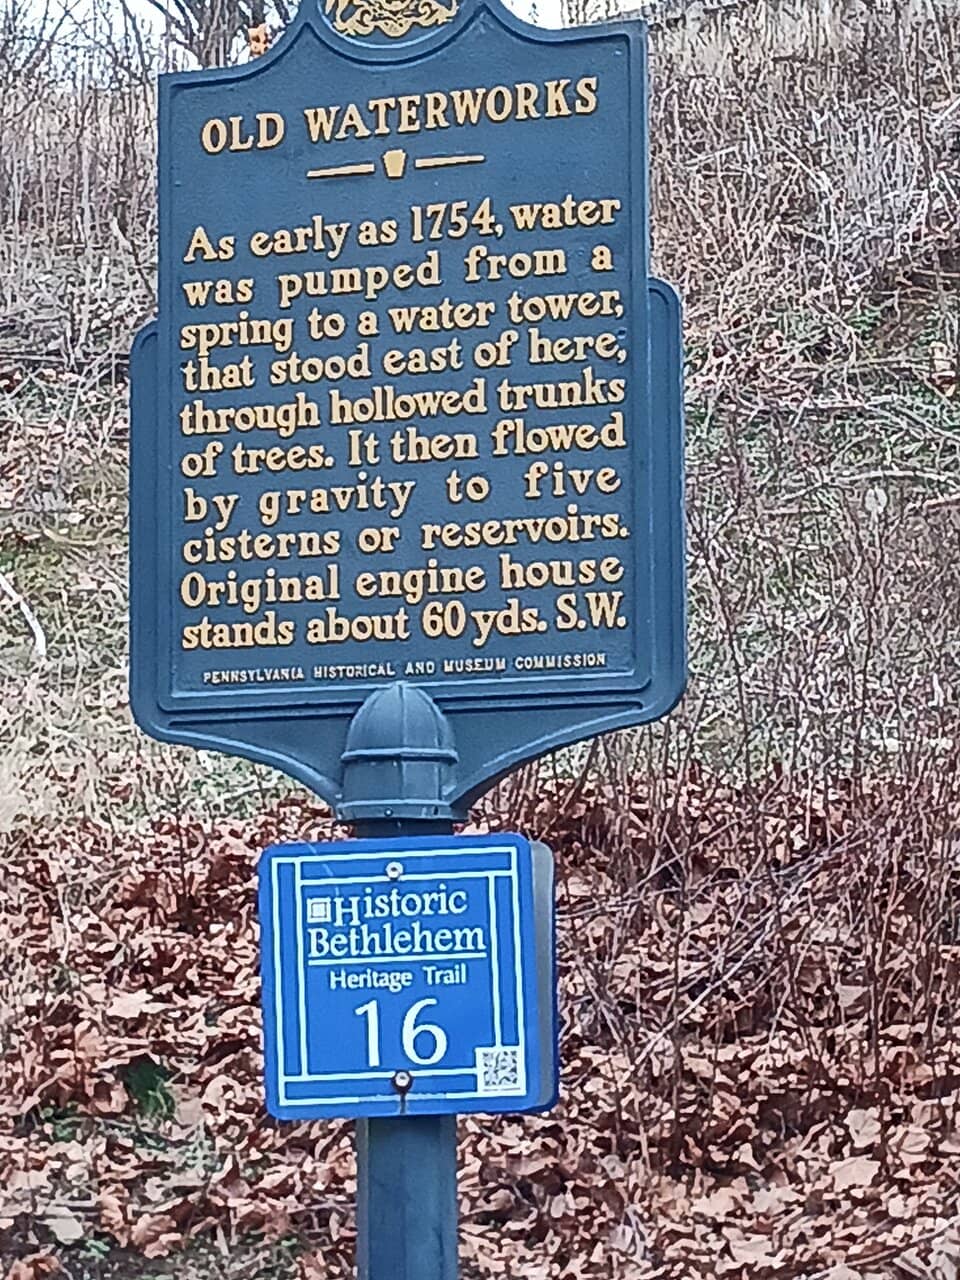 OLD WATERWORKS
As early as 1754, water
was pumped from a
spring to a water tower,
that stood east of here,
through hollowed trunks
of trees. It then flowed
by gravity to five
cisterns or reservoirs.
Original engine house
stands about 60 yds. S.W.
PENNSYLVANIA HISTORICAL AND MUSEUM COMMISSION
Historic
Bethlehem
Heritage Trail
16